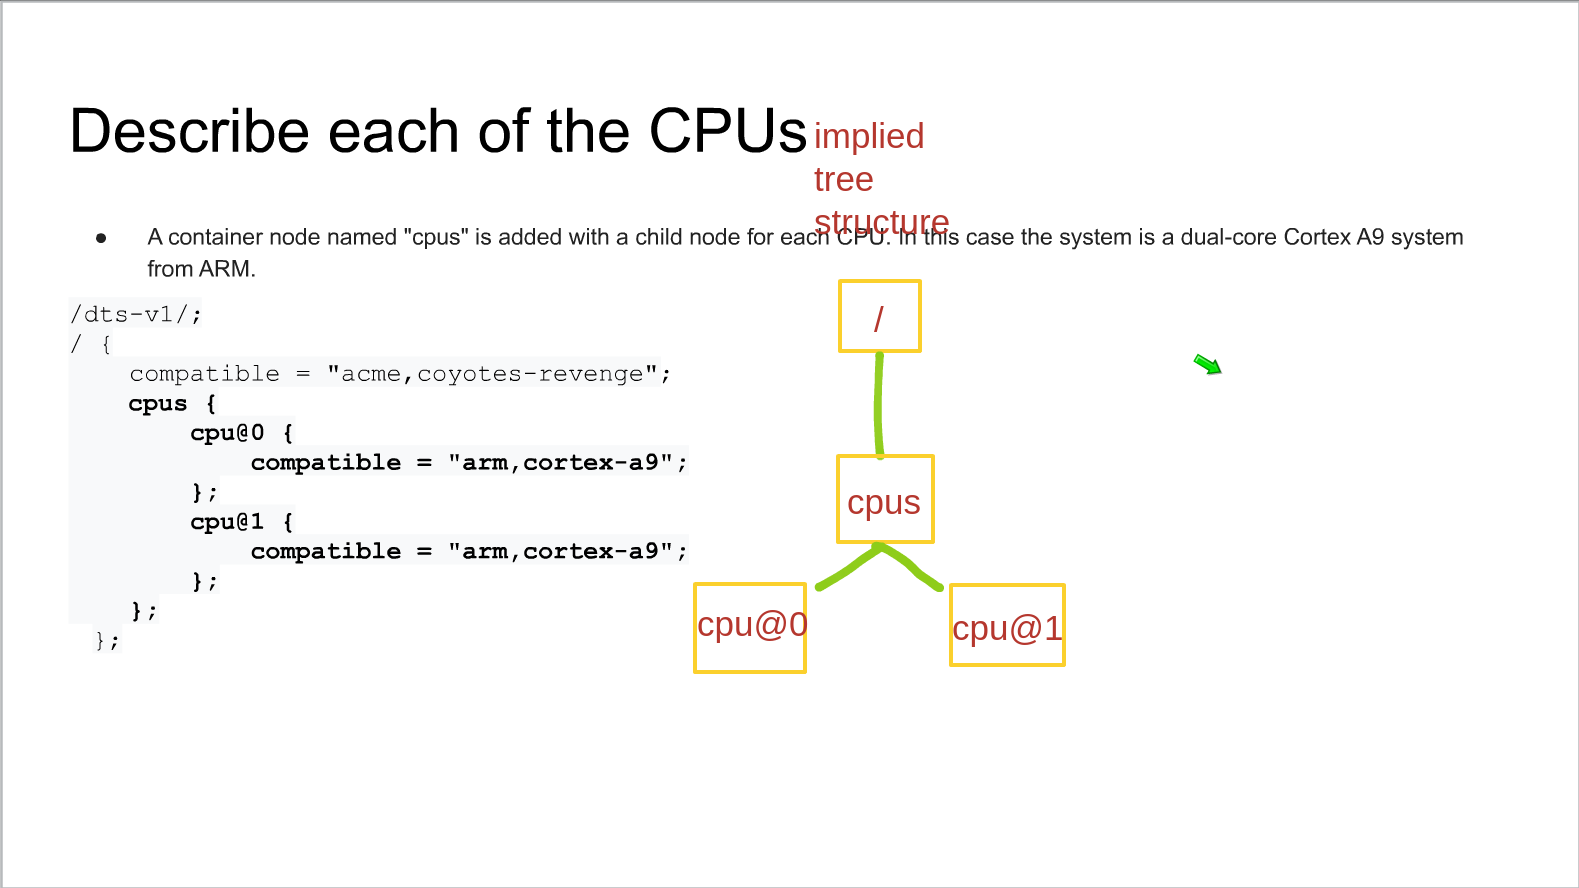 Describe each of the CPUs
implied
tree
structure
● A container node named "cpus" is added with a child node for each CPU. In this case the system is a dual-core Cortex A9 system
from ARM.
/dts-v1/;
/ {
compatible = "acme,coyotes-revenge";
cpus {
cpu@0 {
compatible = "arm,cortex-a9";
};
cpu@1 {
compatible = "arm,cortex-a9";
};
};
};
/
cpus
cpu@0
cpu@1